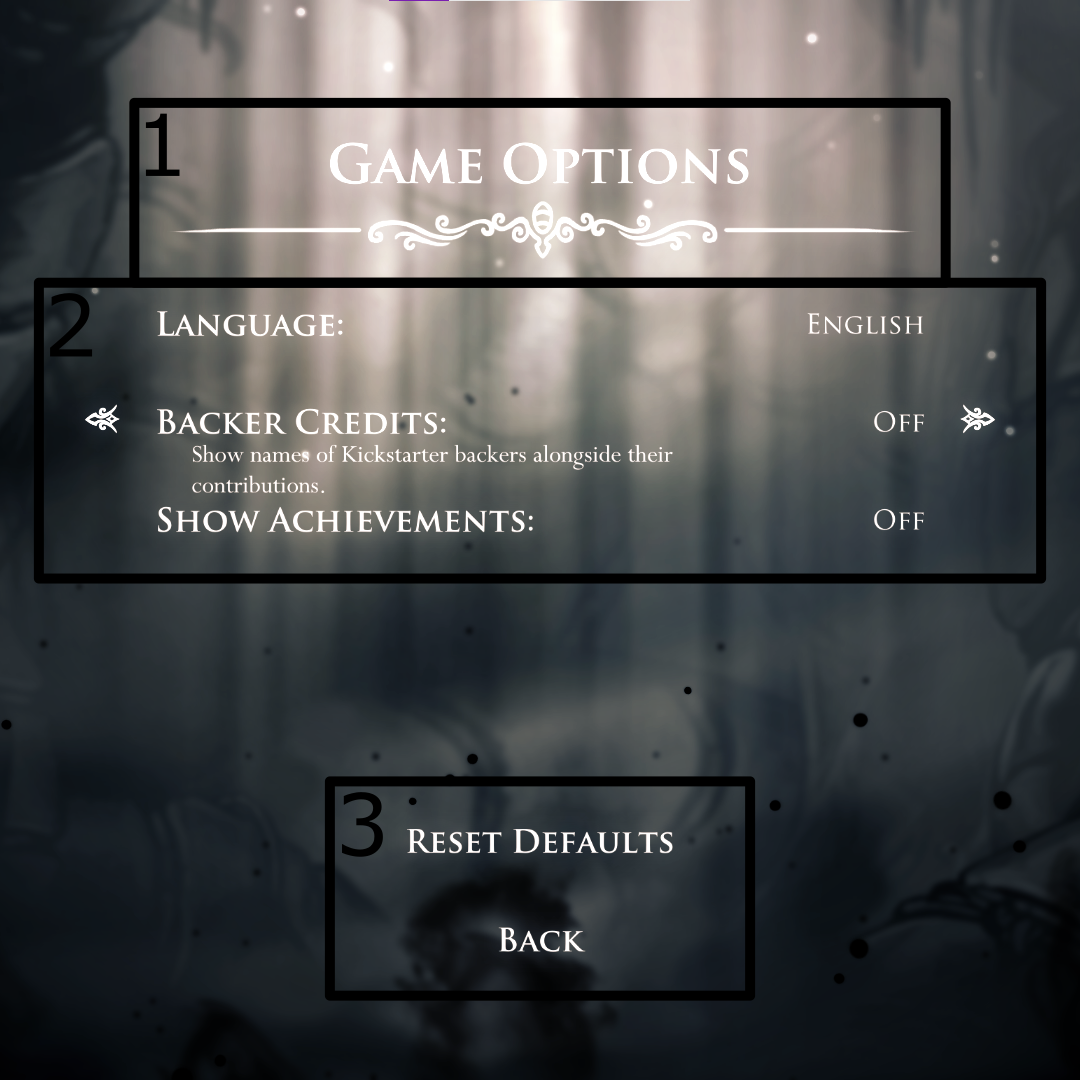 1
Game Options
2
Language: English
Backer Credits: Off
Show names of Kickstarter backers alongside their
contributions.
Show Achievements: Off
3
Reset Defaults
Back